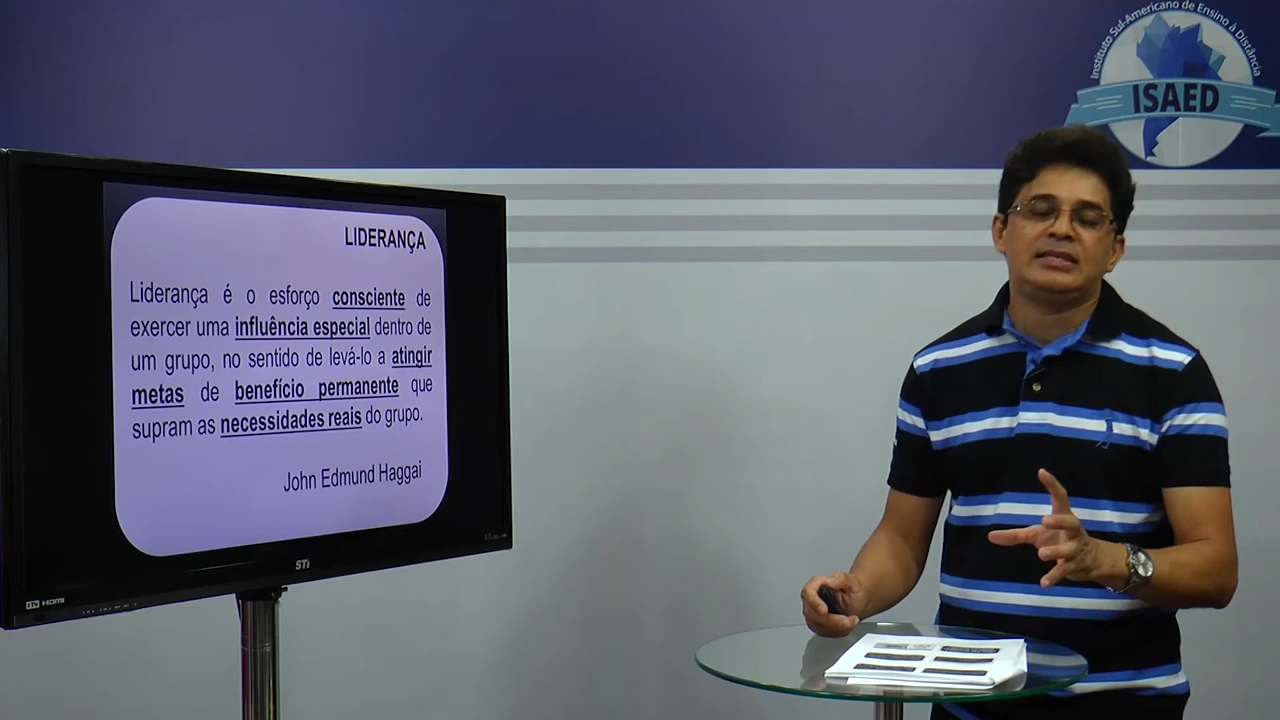 Instituto Sul-Americano de Ensino à Distância
ISAED
LIDERANÇA
Liderança é o esforço consciente de
exercer uma influência especial dentro de
um grupo, no sentido de levá-lo a atingir
metas de benefício permanente que
supram as necessidades reais do grupo.
John Edmund Haggai
STi
HDMI